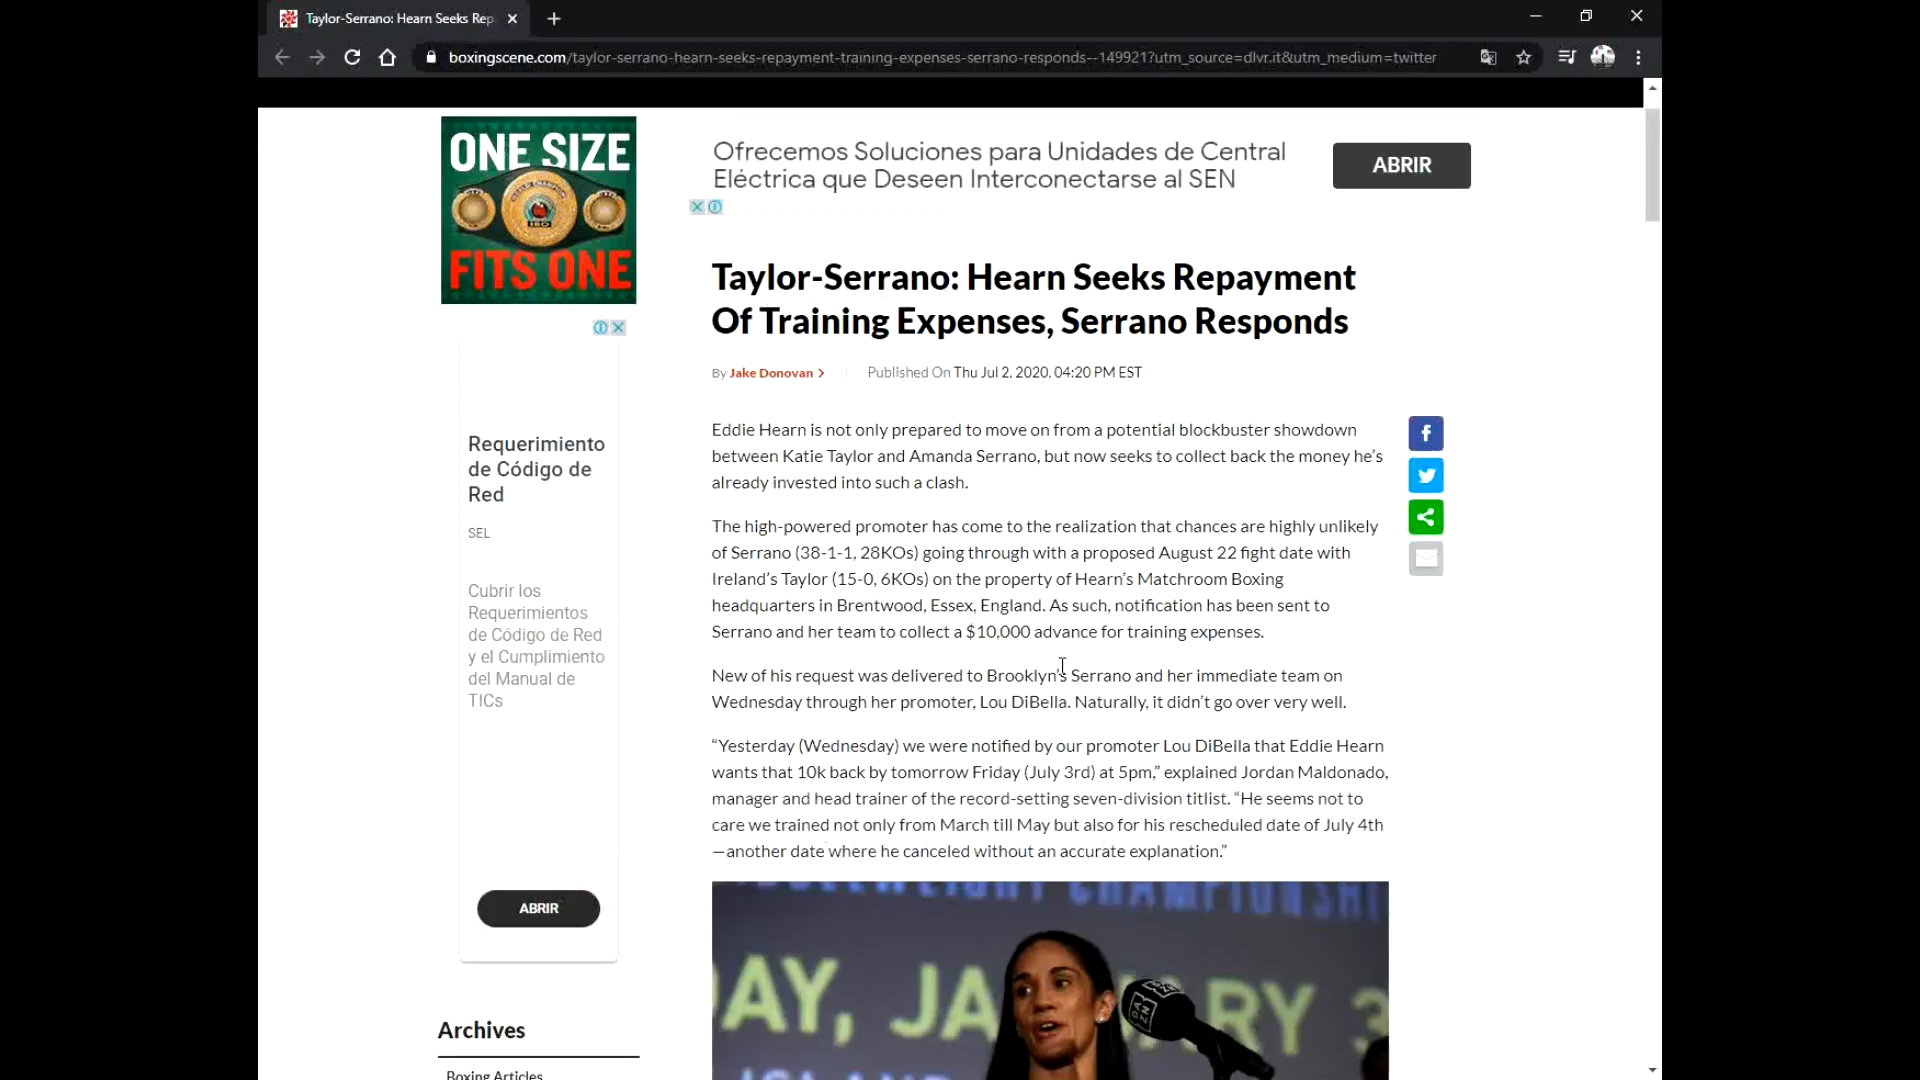 Taylor-Serrano: Hearn Seeks Rep
boxingscene.com/taylor-serrano-hearn-seeks-repayment-training-expenses-serrano-responds--149921?utm_source=dlvr.it&utm_medium=twitter
ONE SIZE
FITS ONE
Ofrecemos Soluciones para Unidades de Central
Eléctrica que Deseen Interconectarse al SEN
ABRIR
Taylor-Serrano: Hearn Seeks Repayment
Of Training Expenses, Serrano Responds
By Jake Donovan > Published On Thu Jul 2, 2020, 04:20 PM EST
Eddie Hearn is not only prepared to move on from a potential blockbuster showdown
between Katie Taylor and Amanda Serrano, but now seeks to collect back the money he's
already invested into such a clash.
The high-powered promoter has come to the realization that chances are highly unlikely
of Serrano (38-1-1, 28KOs) going through with a proposed August 22 fight date with
Ireland's Taylor (15-0, 6KOs) on the property of Hearn's Matchroom Boxing
headquarters in Brentwood, Essex, England. As such, notification has been sent to
Serrano and her team to collect a $10,000 advance for training expenses.
New of his request was delivered to Brooklyn's Serrano and her immediate team on
Wednesday through her promoter, Lou DiBella. Naturally, it didn't go over very well.
“Yesterday (Wednesday) we were notified by our promoter Lou DiBella that Eddie Hearn
wants that 10k back by tomorrow Friday (July 3rd) at 5pm,” explained Jordan Maldonado,
manager and head trainer of the record-setting seven-division titlist. “He seems not to
care we trained not only from March till May but also for his rescheduled date of July 4th
—another date where he canceled without an accurate explanation.”
Requerimiento
de Código de
Red
SEL
Cubrir los
Requerimientos
de Código de Red
y el Cumplimiento
del Manual de
TICs
ABRIR
Archives
Boxing Articles
CHAMPIONSHI
DAY, JANUARY 3
DAZN